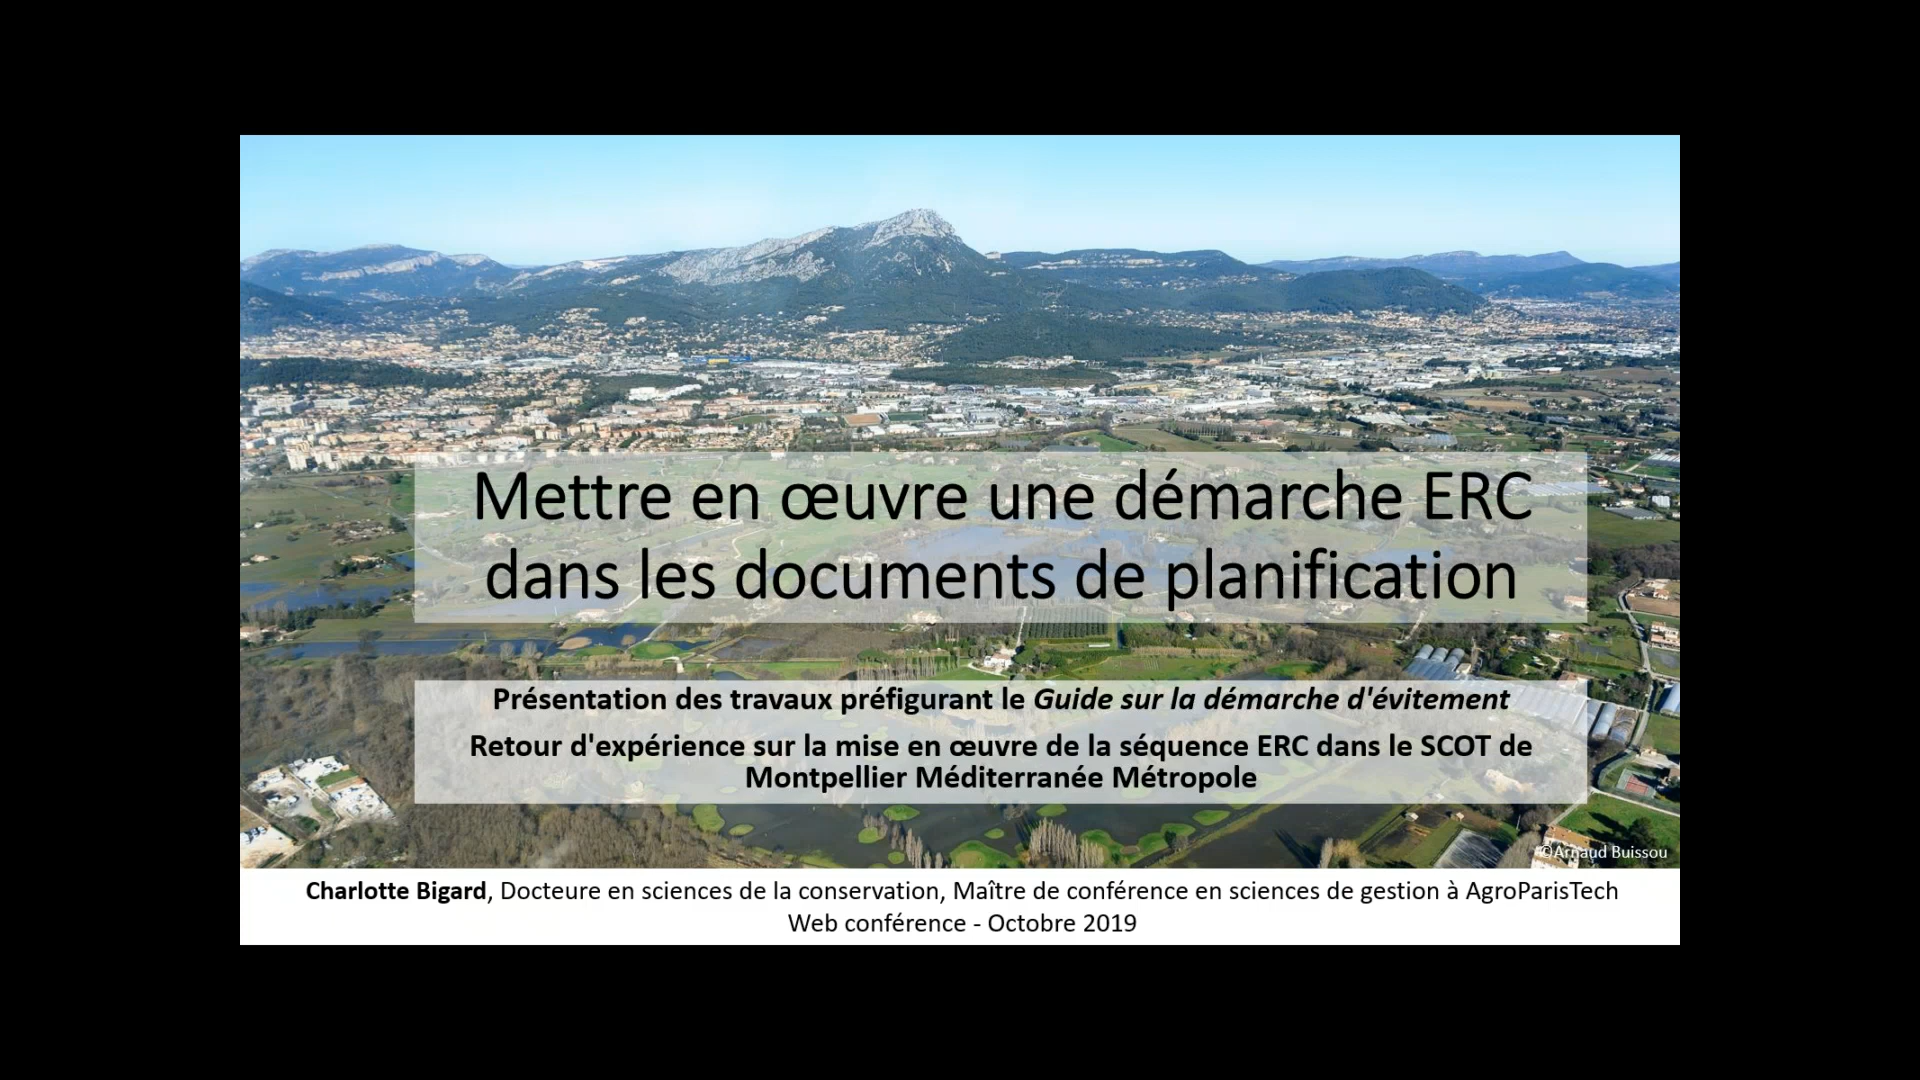 Mettre en œuvre une démarche ERC
dans les documents de planification
Présentation des travaux préfigurant le Guide sur la démarche d'évitement
Retour d'expérience sur la mise en œuvre de la séquence ERC dans le SCOT de
Montpellier Méditerranée Métropole
©Arnaud Buissou
Charlotte Bigard, Docteure en sciences de la conservation, Maître de conférence en sciences de gestion à AgroParisTech
Web conférence - Octobre 2019